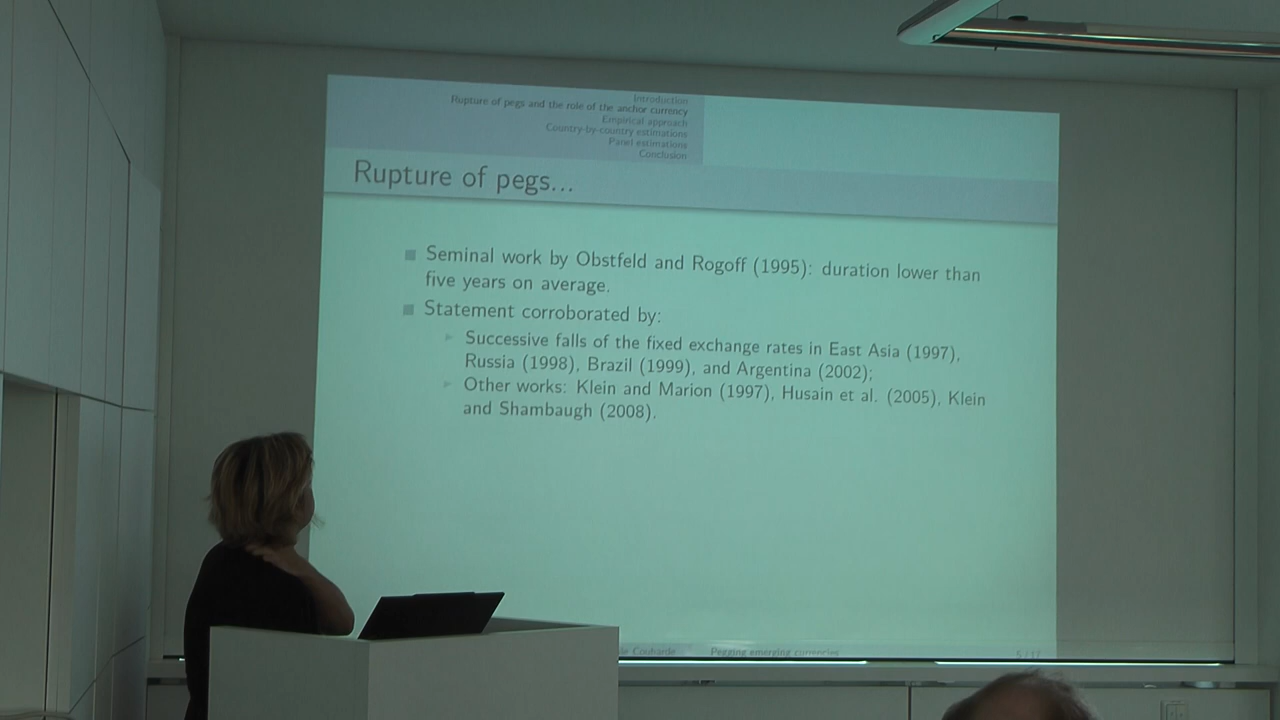 Introduction
Rupture of pegs and the role of the anchor currency
Empirical approach
Country-by-country estimations
Panel estimations
Conclusion
Rupture of pegs...
Seminal work by Obstfeld and Rogoff (1995): duration lower than
five years on average.
Statement corroborated by:
Successive falls of the fixed exchange rates in East Asia (1997),
Russia (1998), Brazil (1999), and Argentina (2002);
Other works: Klein and Marion (1997), Husain et al. (2005), Klein
and Shambaugh (2008).
Couharde Pegging emerging currencies 5 / 17